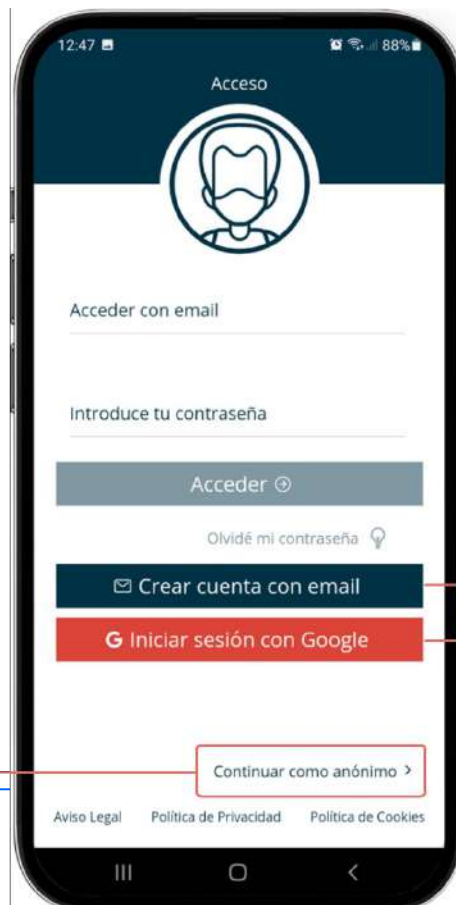 12:47
88%
Acceso
Acceder con email
Introduce tu contraseña
Acceder
Olvidé mi contraseña
Crear cuenta con email
G Iniciar sesión con Google
Continuar como anónimo >
Aviso Legal Política de Privacidad Política de Cookies